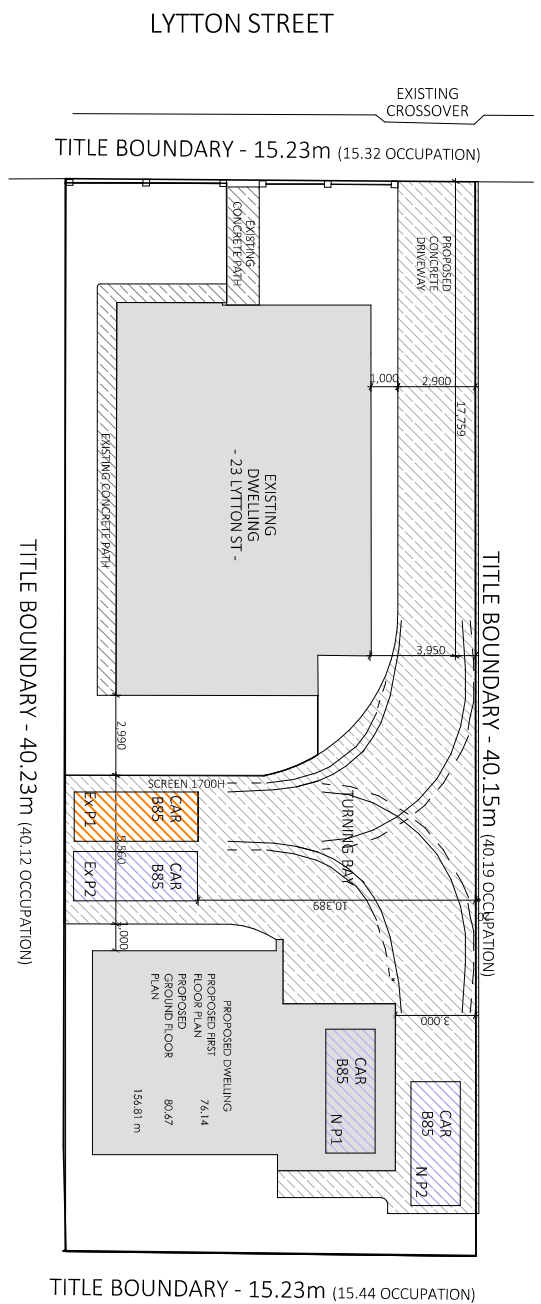 LYTTON STREET
EXISTING
CROSSOVER
TITLE BOUNDARY - 15.23m (15.32 OCCUPATION)
EXISTING
CONCRETE PATH
PROPOSED
CONCRETE
DRIVEWAY
1,000
2,900
17,759
EXISTING
DWELLING
- 23 LYTTON ST -
EXISTING CONCRETE PATH
TITLE BOUNDARY - 40.23m (40.12 OCCUPATION)
TITLE BOUNDARY - 40.15m (40.19 OCCUPATION)
3,950
2,990
SCREEN 1700H
CAR
B85
Ex P1
TURNING BAY
CAR
B85
Ex P2
10,389
1,000
PROPOSED DWELLING
PROPOSED FIRST
FLOOR PLAN 76.14
PROPOSED
GROUND FLOOR
PLAN 80.67
156.81 m
3,000
CAR
B85
N P1
CAR
B85
N P2
TITLE BOUNDARY - 15.23m (15.44 OCCUPATION)